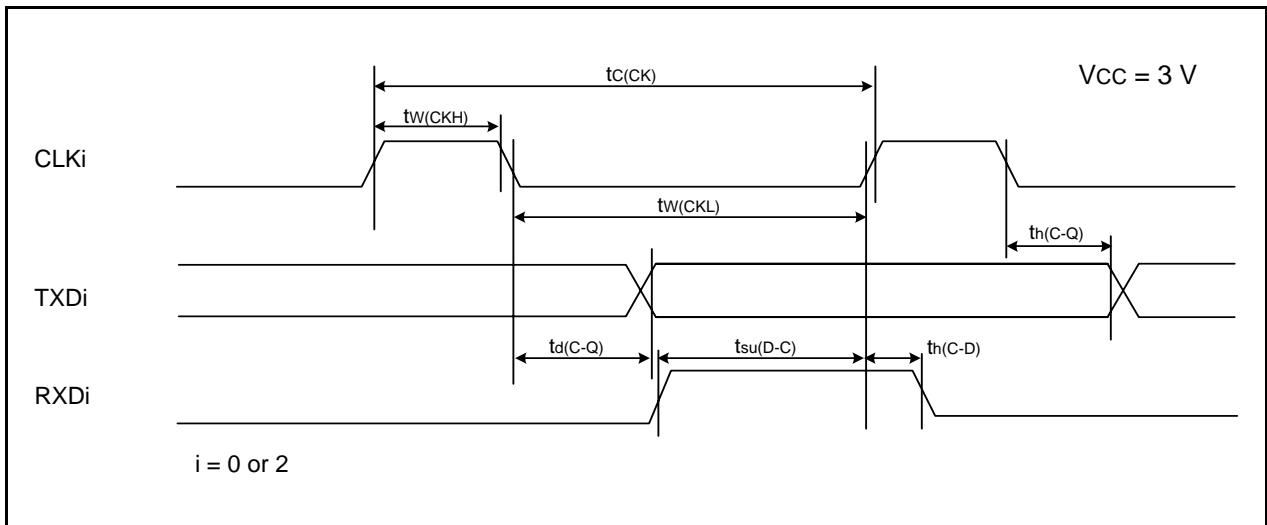 tC(CK)
VCC = 3 V
tW(CKH)
CLKi
tW(CKL)
th(C-Q)
TXDi
td(C-Q)
tsu(D-C)
th(C-D)
RXDi
i = 0 or 2